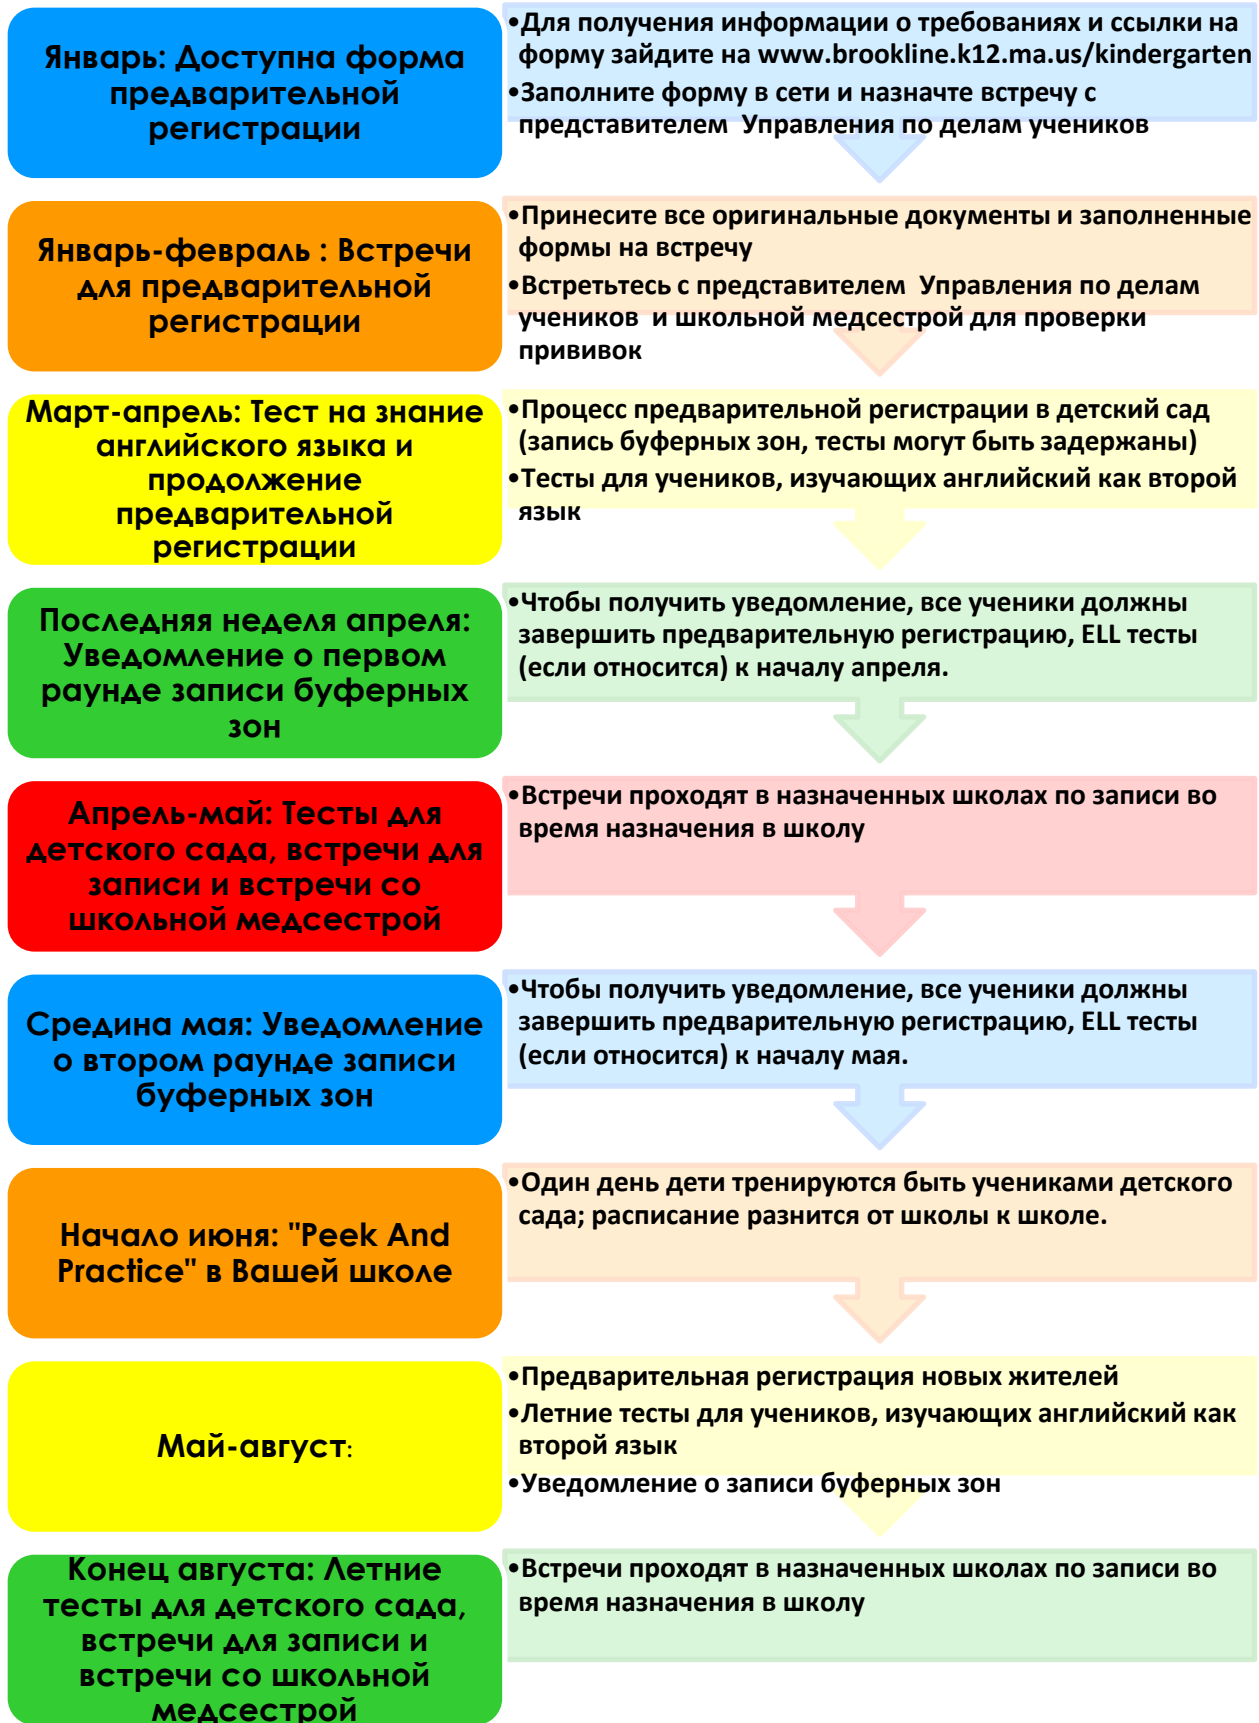 Январь: Доступна форма
предварительной
регистрации
•Для получения информации о требованиях и ссылки на
форму зайдите на www.brookline.k12.ma.us/kindergarten
•Заполните форму в сети и назначте встречу с
представителем Управления по делам учеников
Январь-февраль : Встречи
для предварительной
регистрации
•Принесите все оригинальные документы и заполненные
формы на встречу
•Встретьтесь с представителем Управления по делам
учеников и школьной медсестрой для проверки
прививок
Март-апрель: Тест на знание
английского языка и
продолжение
предварительной
регистрации
•Процесс предварительной регистрации в детский сад
(запись буферных зон, тесты могут быть задержаны)
•Тесты для учеников, изучающих английский как второй
язык
Последняя неделя апреля:
Уведомление о первом
раунде записи буферных
зон
•Чтобы получить уведомление, все ученики должны
завершить предварительную регистрацию, ELL тесты
(если относится) к началу апреля.
Апрель-май: Тесты для
детского сада, встречи для
записи и встречи со
школьной медсестрой
•Встречи проходят в назначенных школах по записи во
время назначения в школу
Средина мая: Уведомление
о втором раунде записи
буферных зон
•Чтобы получить уведомление, все ученики должны
завершить предварительную регистрацию, ELL тесты
(если относится) к началу мая.
Начало июня: "Peek And
Practice" в Вашей школе
•Один день дети тренируются быть учениками детского
сада; расписание разнится от школы к школе.
Май-август:
•Предварительная регистрация новых жителей
•Летние тесты для учеников, изучающих английский как
второй язык
•Уведомление о записи буферных зон
Конец августа: Летние
тесты для детского сада,
встречи для записи и
встречи со школьной
медсестрой
•Встречи проходят в назначенных школах по записи во
время назначения в школу